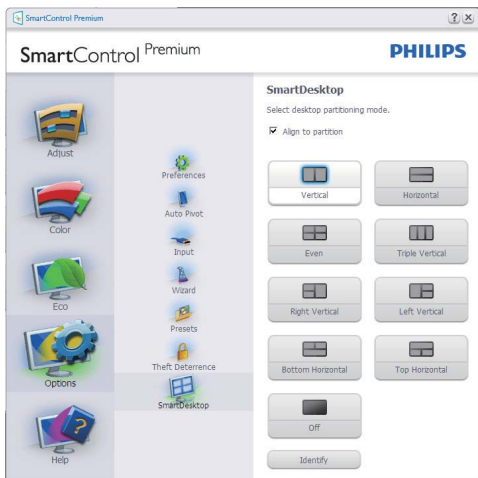 SmartControl Premium
SmartControl Premium
PHILIPS
Adjust
Color
Eco
Options
Help
Preferences
Auto Pivot
Input
Wizard
Presets
Theft Deterrence
SmartDesktop
SmartDesktop
Select desktop partitioning mode.
Align to partition
Vertical
Horizontal
Even
Triple Vertical
Right Vertical
Left Vertical
Bottom Horizontal
Top Horizontal
Off
Identify